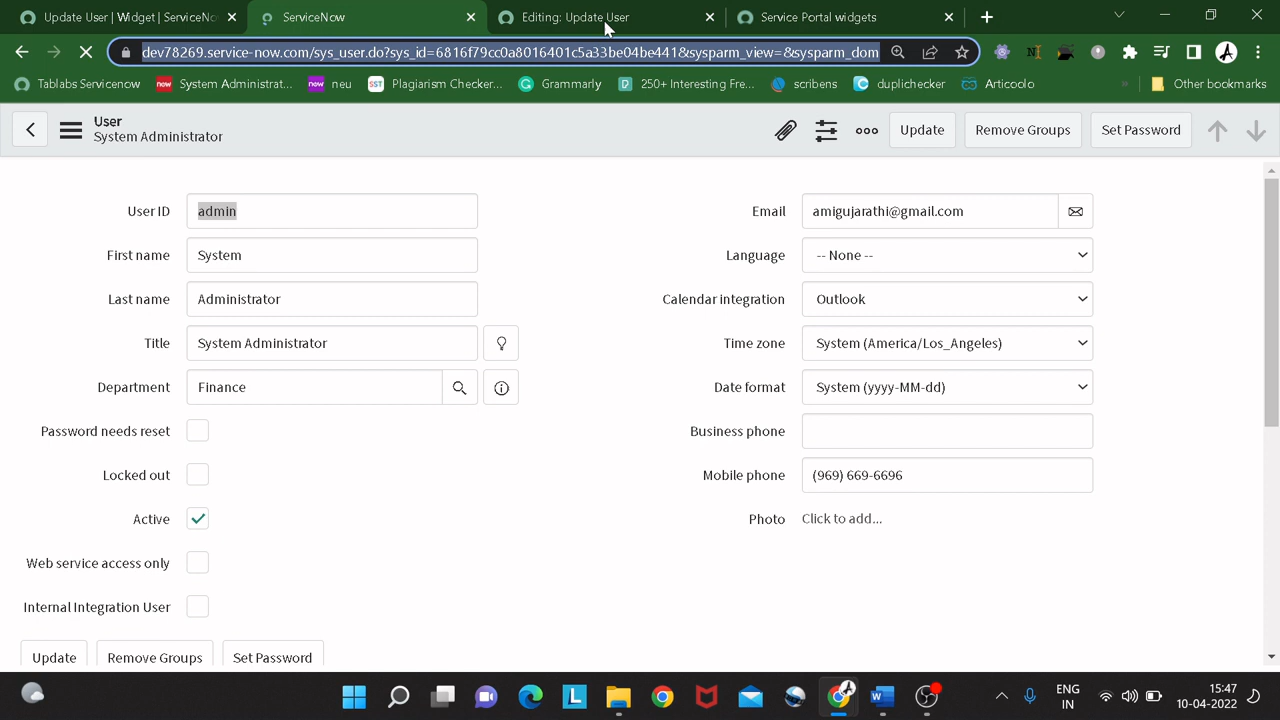 Update User | Widget | ServiceNo
ServiceNow
Editing: Update User
Service Portal widgets
dev78269.service-now.com/sys_user.do?sys_id=6816f79cc0a8016401c5a33be04be441&sysparm_view=&sysparm_dom
Tablabs Servicenow
now
System Administrat...
now
neu
SST
Plagiarism Checker...
Grammarly
250+ Interesting Fre...
scribens
duplichecker
Articoolo
»
Other bookmarks
User
System Administrator
Update
Remove Groups
Set Password
User ID
admin
Email
amigujarathi@gmail.com
First name
System
Language
-- None --
Last name
Administrator
Calendar integration
Outlook
Title
System Administrator
Time zone
System (America/Los_Angeles)
Department
Finance
Date format
System (yyyy-MM-dd)
Password needs reset
Business phone
Locked out
Mobile phone
(969) 669-6696
Active
Photo
Click to add...
Web service access only
Internal Integration User
Update
Remove Groups
Set Password
ENG
IN
15:47
10-04-2022